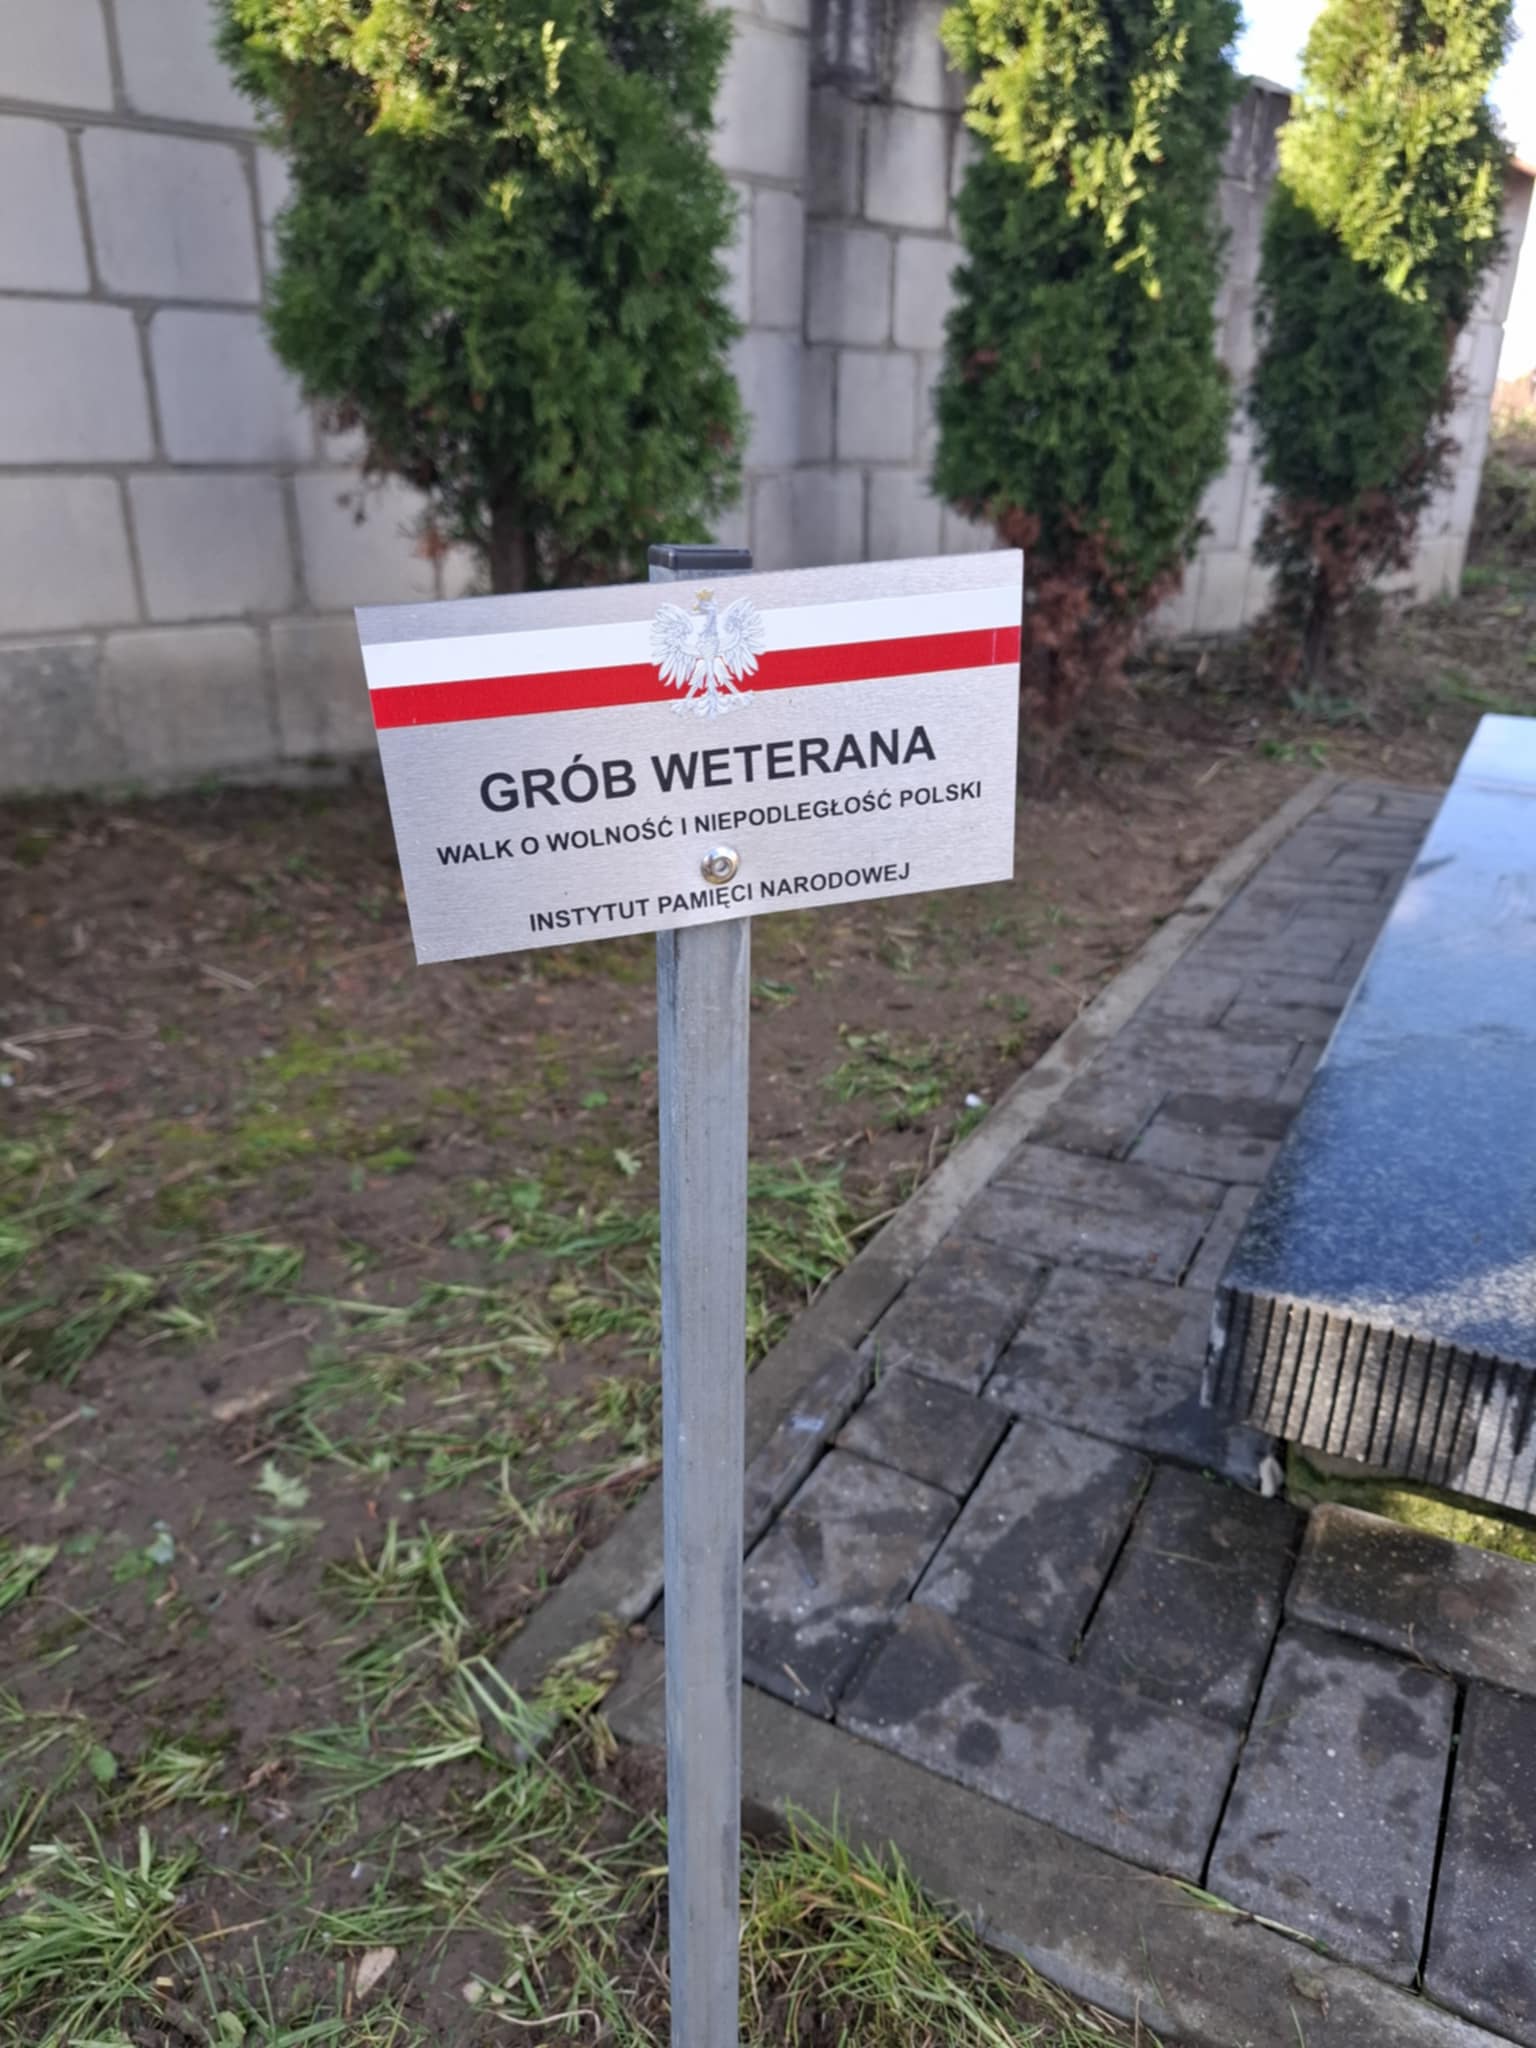 GRÓB WETERANA
WALK O WOLNOŚĆ I NIEPODLEGŁOŚĆ POLSKI
INSTYTUT PAMIĘCI NARODOWEJ